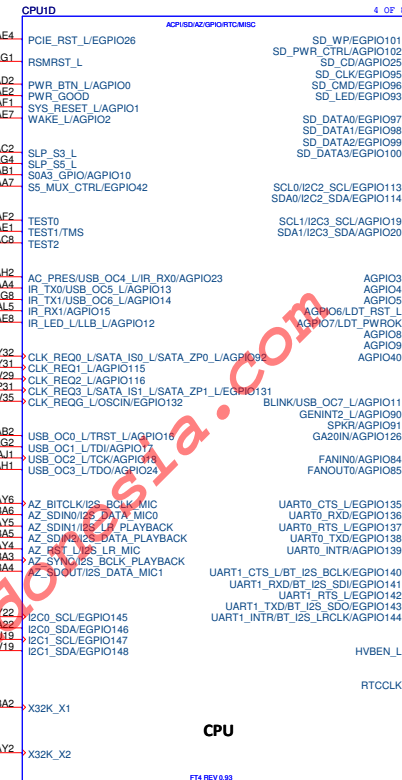 CPU1D
4 OF
ACPI/SD/AZ/GPIO/RTC/MISC
PCIE_RST_L/EGPIO26
RSMRST_L
PWR_BTN_L/AGPIO0
PWR_GOOD
SYS_RESET_L/AGPIO1
WAKE_L/AGPIO2
SLP_S3_L
SLP_S5_L
S0A3_GPIO/AGPIO10
S5_MUX_CTRL/EGPIO42
TEST0
TEST1/TMS
TEST2
AC_PRES/USB_OC4_L/IR_RX0/AGPIO23
IR_TX0/USB_OC5_L/AGPIO13
IR_TX1/USB_OC6_L/AGPIO14
IR_RX1/AGPIO15
IR_LED_L/LLB_L/AGPIO12
CLK_REQ0_L/SATA_IS0_L/SATA_ZP0_L/AGPIO92
CLK_REQ1_L/AGPIO115
CLK_REQ2_L/AGPIO116
CLK_REQ3_L/SATA_IS1_L/SATA_ZP1_L/EGPIO131
CLK_REQG_L/OSCIN/EGPIO132
USB_OC0_L/TRST_L/AGPIO16
USB_OC1_L/TDI/AGPIO17
USB_OC2_L/TCK/AGPIO18
USB_OC3_L/TDO/AGPIO24
AZ_BITCLK/I2S_BCLK_MIC
AZ_SDIN0/I2S_DATA_MIC0
AZ_SDIN1/I2S_LR_PLAYBACK
AZ_SDIN2/I2S_DATA_PLAYBACK
AZ_RST_L/I2S_LR_MIC
AZ_SYNC/I2S_BCLK_PLAYBACK
AZ_SDOUT/I2S_DATA_MIC1
I2C0_SCL/EGPIO145
I2C0_SDA/EGPIO146
I2C1_SCL/EGPIO147
I2C1_SDA/EGPIO148
X32K_X1
X32K_X2
SD_WP/EGPIO101
SD_PWR_CTRL/AGPIO102
SD_CD/AGPIO25
SD_CLK/EGPIO95
SD_CMD/EGPIO96
SD_LED/EGPIO93
SD_DATA0/EGPIO97
SD_DATA1/EGPIO98
SD_DATA2/EGPIO99
SD_DATA3/EGPIO100
SCL0/I2C2_SCL/EGPIO113
SDA0/I2C2_SDA/EGPIO114
SCL1/I2C3_SCL/AGPIO19
SDA1/I2C3_SDA/AGPIO20
AGPIO3
AGPIO4
AGPIO5
AGPIO6/LDT_RST_L
AGPIO7/LDT_PWROK
AGPIO8
AGPIO9
AGPIO40
BLINK/USB_OC7_L/AGPIO11
GENINT2_L/AGPIO90
SPKR/AGPIO91
GA20IN/AGPIO126
FANIN0/AGPIO84
FANOUT0/AGPIO85
UART0_CTS_L/EGPIO135
UART0_RXD/EGPIO136
UART0_RTS_L/EGPIO137
UART0_TXD/EGPIO138
UART0_INTR/AGPIO139
UART1_CTS_L/BT_I2S_BCLK/EGPIO140
UART1_RXD/BT_I2S_SDI/EGPIO141
UART1_RTS_L/EGPIO142
UART1_TXD/BT_I2S_SDO/EGPIO143
UART1_INTR/BT_I2S_LRCLK/AGPIO144
HVBEN_L
RTCCLK
CPU
FT4 REV 0.93
donesia.com